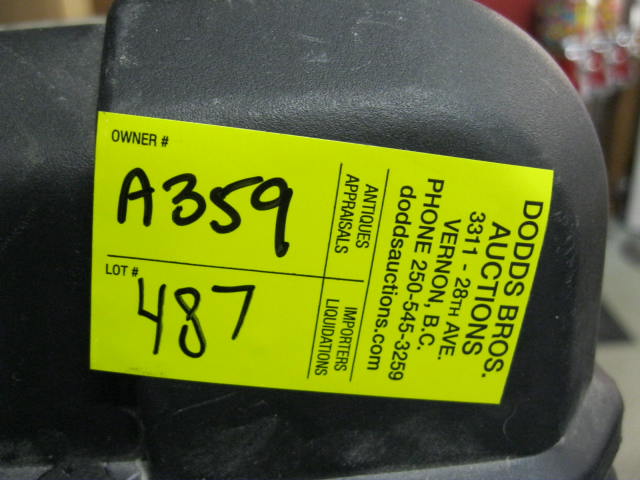 OWNER #
A359
LOT #
487
ANTIQUES
APPRAISALS
IMPORTERS
LIQUIDATIONS
DODDS BROS.
AUCTIONS
3311 - 28TH AVE.
VERNON, B.C.
PHONE 250-545-3259
doddsauctions.com